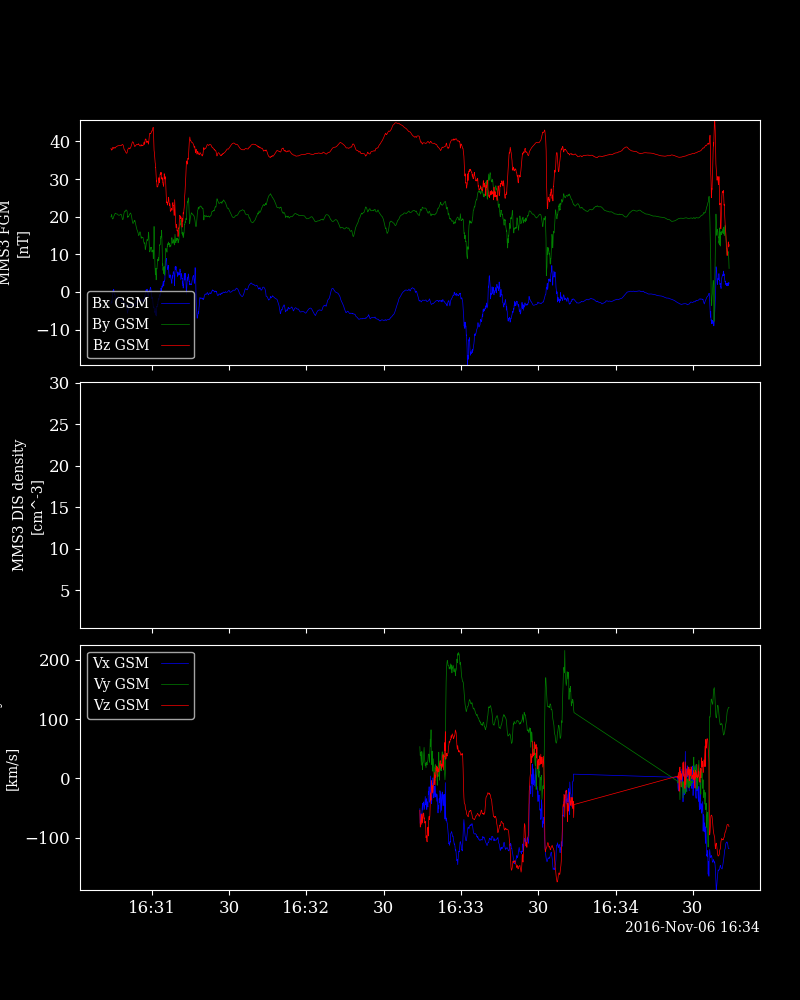 40
30
20
10
0
−10
MMS3 FGM
[nT]
Bx GSM
By GSM
Bz GSM
30
25
20
15
10
5
MMS3 DIS density
[cm^-3]
200
100
0
−100
[km/s]
Vx GSM
Vy GSM
Vz GSM
16:31 30 16:32 30 16:33 30 16:34 30
2016-Nov-06 16:34